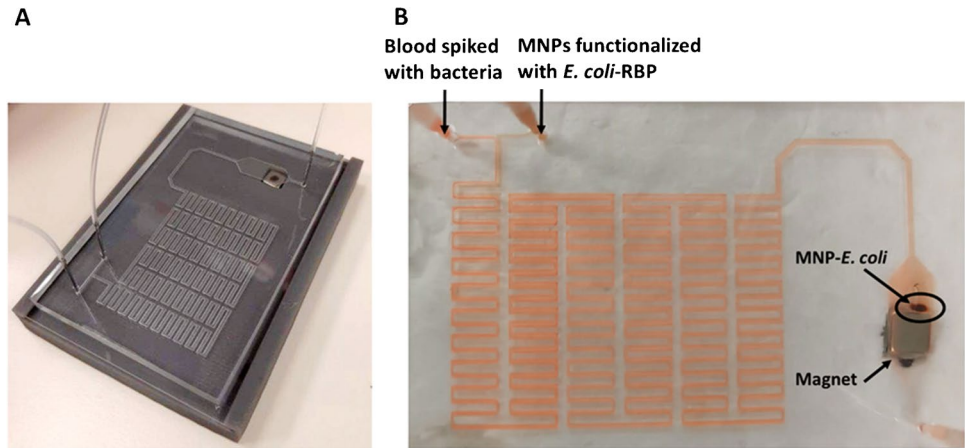 A
B
Blood spiked
with bacteria
MNPs functionalized
with E. coli-RBP
MNP-E. coli
Magnet